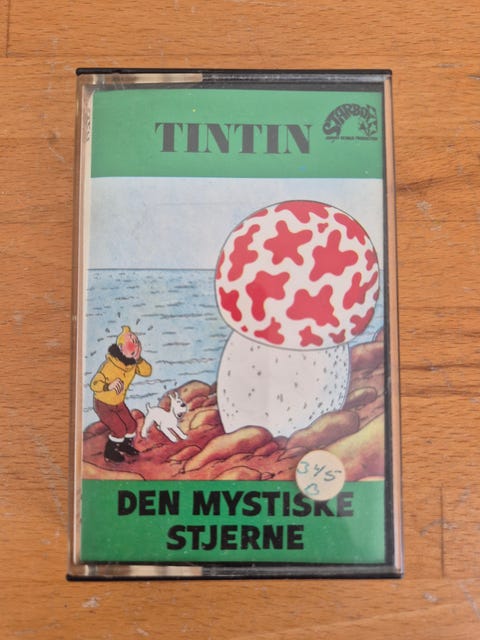 TINTIN
STARBOX
345
B
DEN MYSTISKE
STJERNE